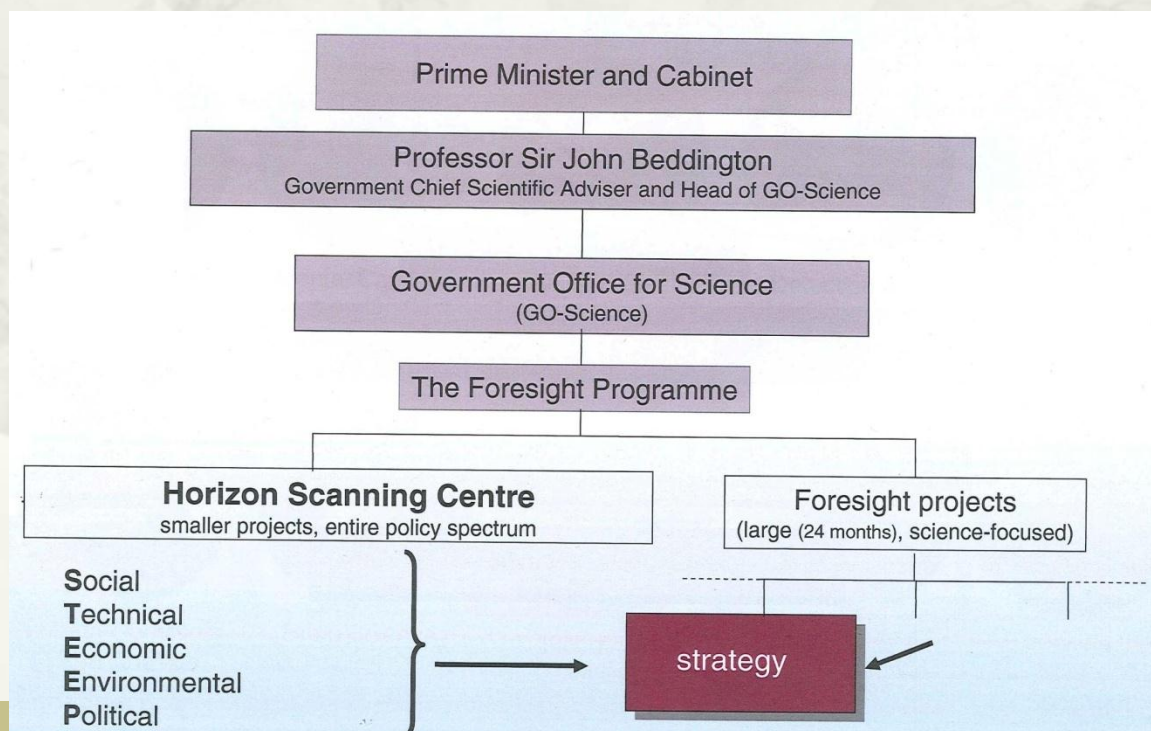 Prime Minister and Cabinet
Professor Sir John Beddington
Government Chief Scientific Adviser and Head of GO-Science
Government Office for Science
(GO-Science)
The Foresight Programme
Horizon Scanning Centre
smaller projects, entire policy spectrum
Foresight projects
(large (24 months), science-focused)
Social
Technical
Economic
Environmental
Political
strategy